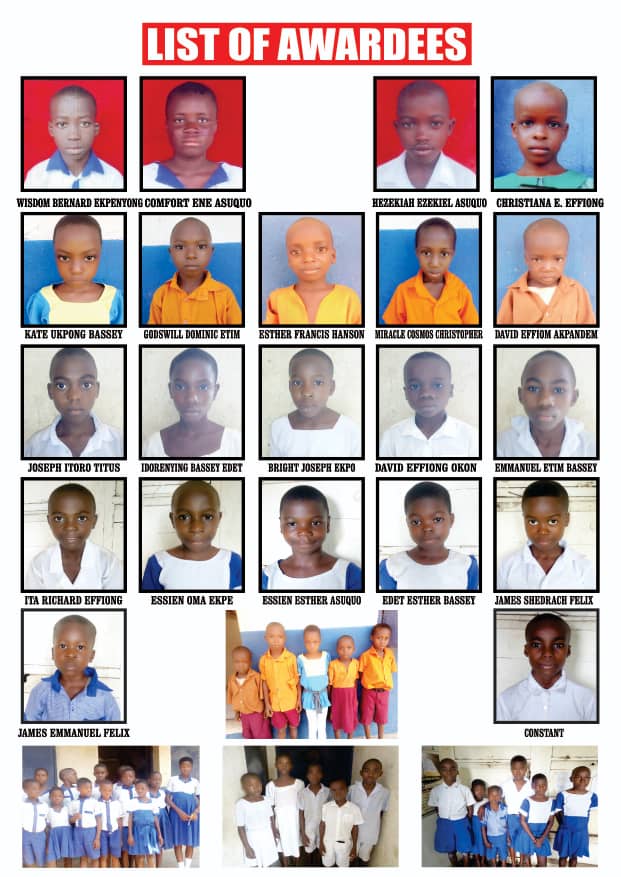 LIST OF AWARDEES
WISDOM BERNARD EKPENYONG COMFORT ENE ASUQUO HEZEKIAH EZEKIEL ASUQUO CHRISTIANA E. EFFIONG
KATE UKPONG BASSEY GODSWILL DOMINIC ETIM ESTHER FRANCIS HANSON MIRACLE COSMOS CHRISTOPHER DAVID EFFIOM AKPANDEM
JOSEPH ITORO TITUS IDORENYING BASSEY EDET BRIGHT JOSEPH EKPO DAVID EFFIONG OKON EMMANUEL ETIM BASSEY
ITA RICHARD EFFIONG ESSIEN OMA EKPE ESSIEN ESTHER ASUQUO EDET ESTHER BASSEY JAMES SHEDRACH FELIX
JAMES EMMANUEL FELIX CONSTANT